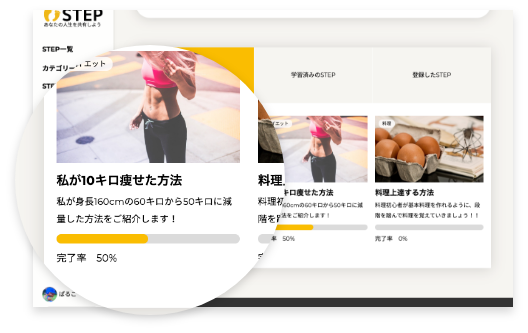 STEP
あなたの人生を共有しよう
STEP一覧
カテゴリー
エット
学習済みのSTEP
登録したSTEP
私が10キロ痩せた方法
私が身長160cmの60キロから50キロに減
量した方法をご紹介します！
完了率 50%
料理
料理初
階を
イエット
キロ痩せた方法
60cmの60キロから50キロに減
法をご紹介します！
率 50%
料理
料理上達する方法
料理初心者が基本料理を作れるように、段
階を踏んで料理を覚えていきましょう！！
完了率 0%
ぱるこ